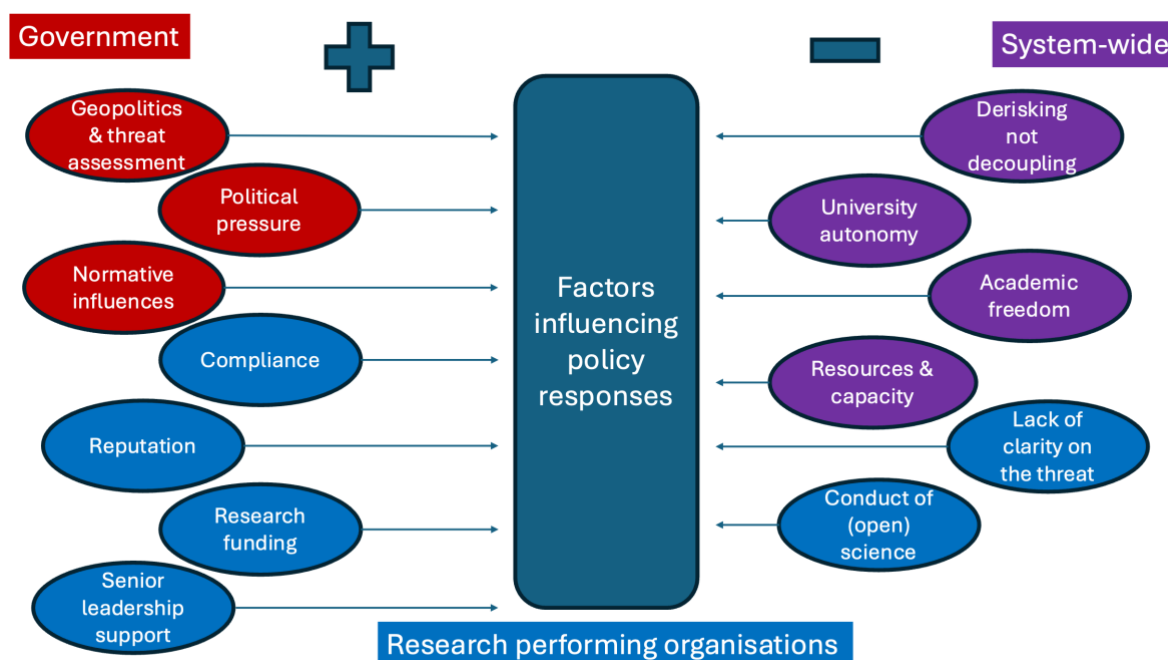 Government
System-wide
Geopolitics
& threat
assessment
Political
pressure
Normative
influences
Compliance
Reputation
Research
funding
Senior
leadership
support
Factors
influencing
policy
responses
Derisking
not
decoupling
University
autonomy
Academic
freedom
Resources &
capacity
Lack of
clarity on
the threat
Conduct of
(open)
science
Research performing organisations